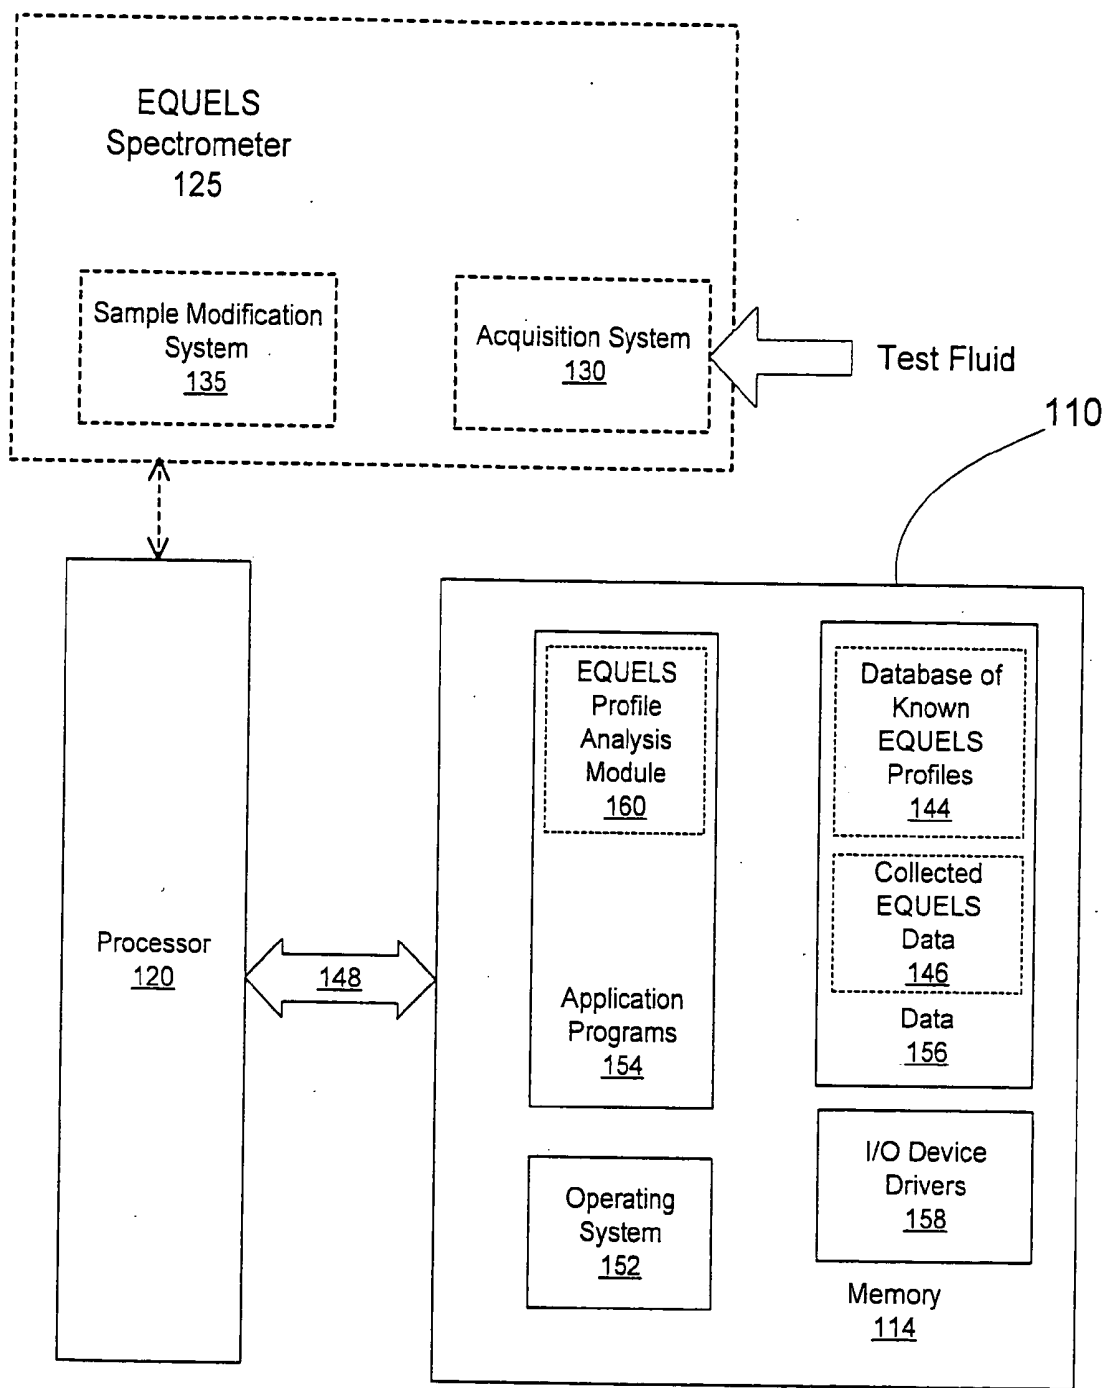 EQUELS
Spectrometer
125
Sample Modification
System
135
Acquisition System
130
Test Fluid
110
Processor
120
148
EQUELS
Profile
Analysis
Module
160
Application
Programs
154
Database of
Known
EQUELS
Profiles
144
Collected
EQUELS
Data
146
Data
156
Operating
System
152
I/O Device
Drivers
158
Memory
114